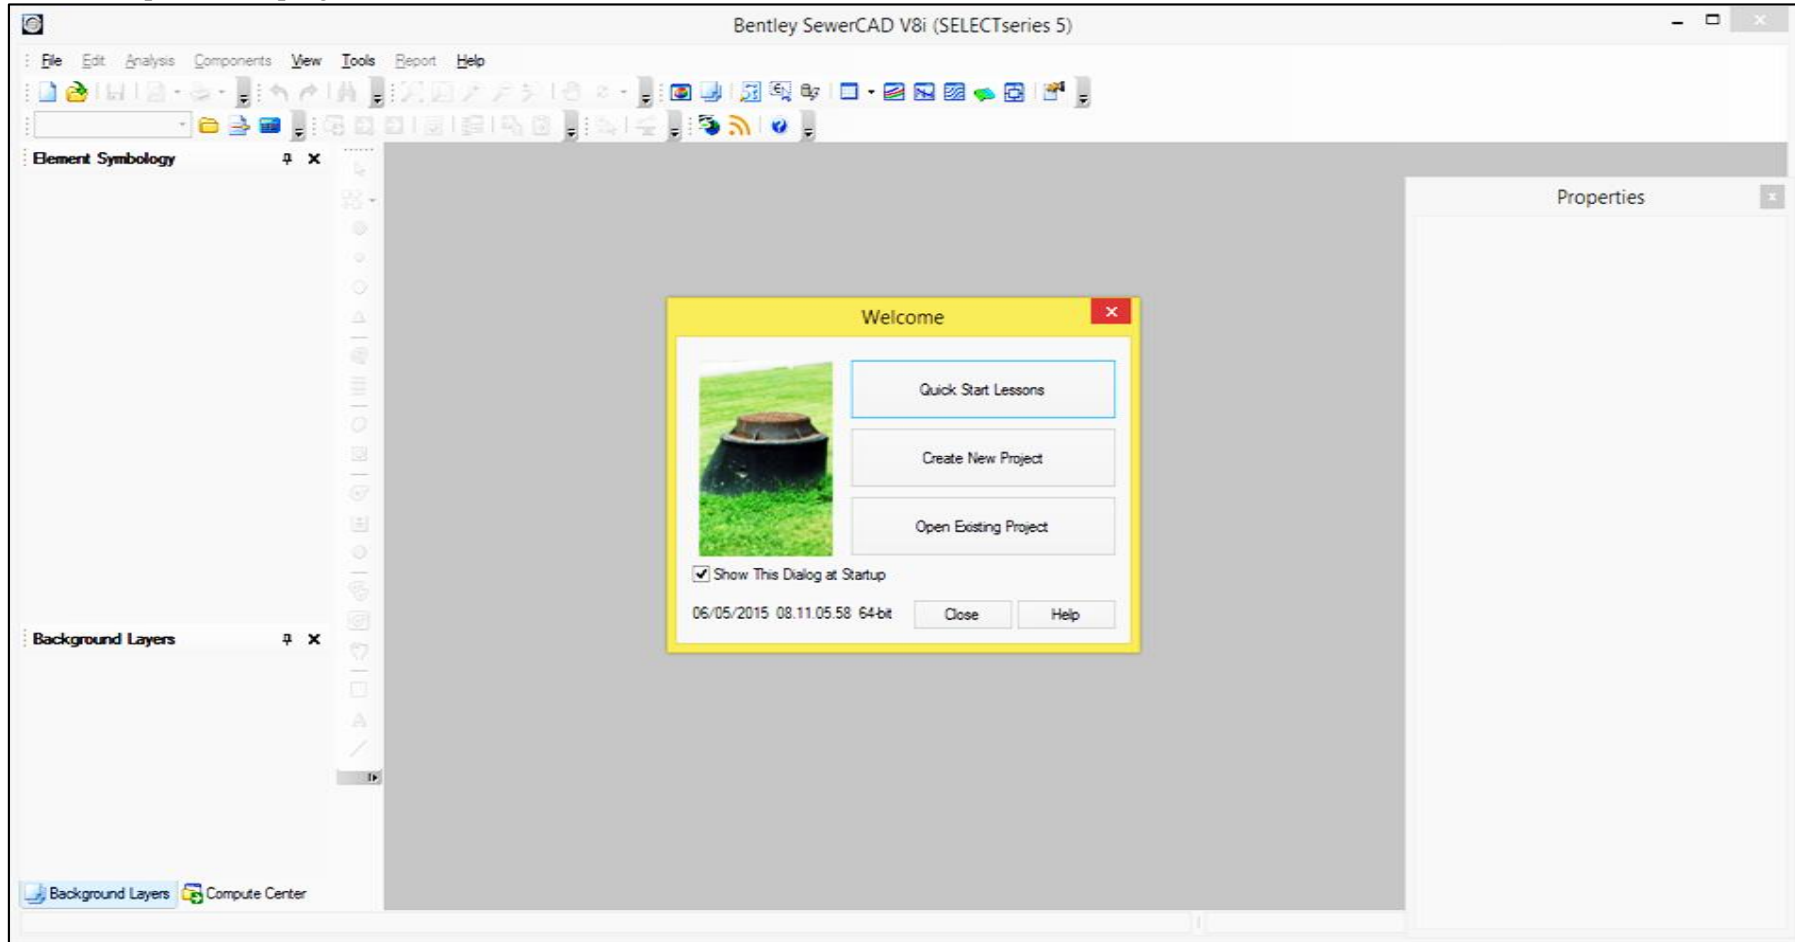 Bentley SewerCAD V8i (SELECTseries 5)
File Edit Analysis Components View Tools Report Help
Element Symbology
Properties
Welcome
Quick Start Lessons
Create New Project
Open Existing Project
Show This Dialog at Startup
06/05/2015 08.11.05.58 64-bit Close Help
Background Layers
Background Layers Compute Center